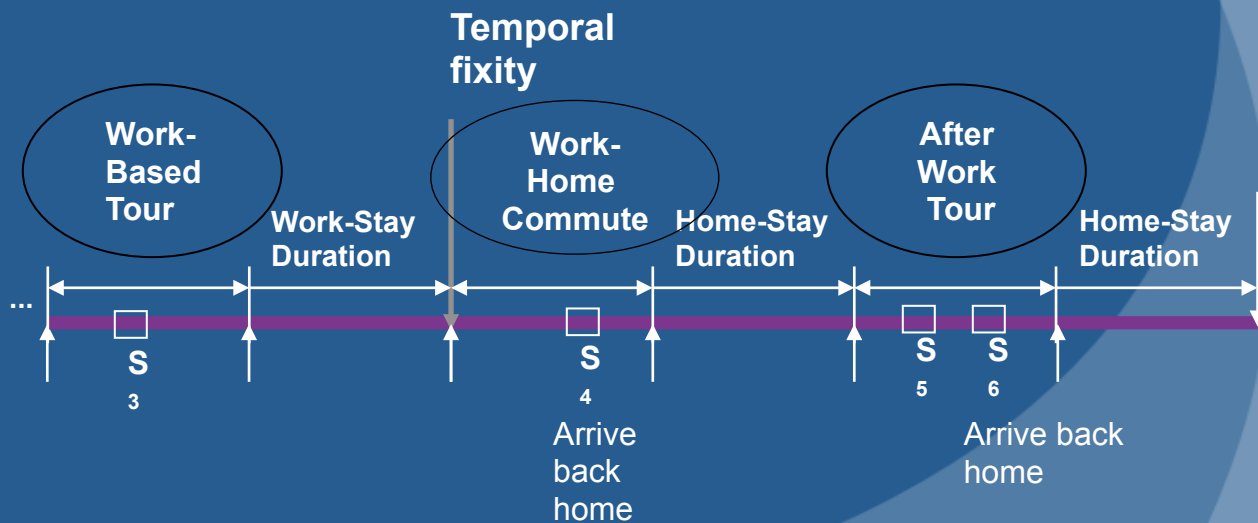 Temporal
fixity
Work-
Based
Tour
Work-Stay
Duration
Work-
Home
Commute
Home-Stay
Duration
After
Work
Tour
Home-Stay
Duration
...
S
3
S
4
S
5
S
6
Arrive
back
home
Arrive back
home